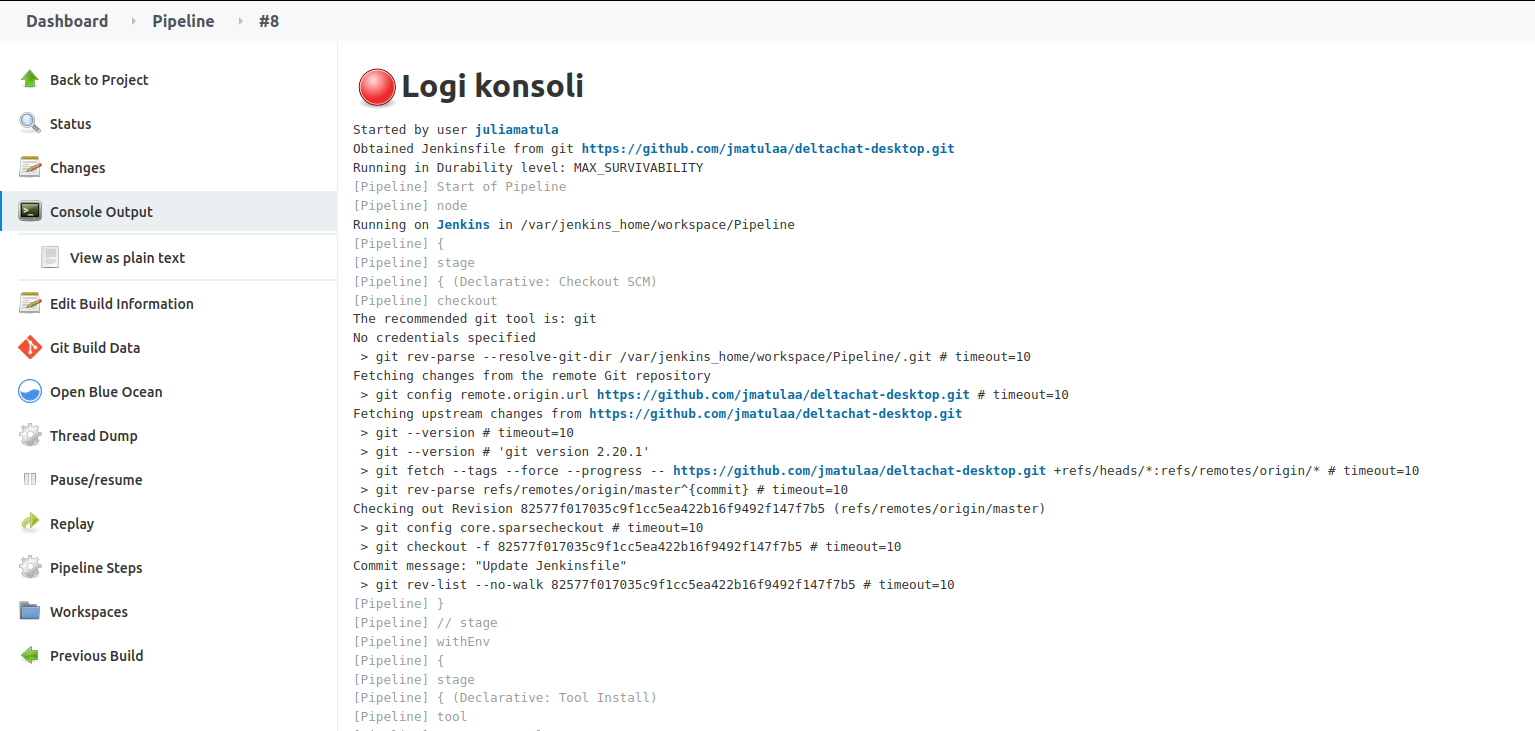 Dashboard Pipeline #8
Back to Project
Status
Changes
Console Output
View as plain text
Edit Build Information
Git Build Data
Open Blue Ocean
Thread Dump
Pause/resume
Replay
Pipeline Steps
Workspaces
Previous Build
Logi konsoli
Started by user juliamatula
Obtained Jenkinsfile from git https://github.com/jmatulaa/deltachat-desktop.git
Running in Durability level: MAX_SURVIVABILITY
[Pipeline] Start of Pipeline
[Pipeline] node
Running on Jenkins in /var/jenkins_home/workspace/Pipeline
[Pipeline] {
[Pipeline] stage
[Pipeline] { (Declarative: Checkout SCM)
[Pipeline] checkout
The recommended git tool is: git
No credentials specified
 > git rev-parse --resolve-git-dir /var/jenkins_home/workspace/Pipeline/.git # timeout=10
Fetching changes from the remote Git repository
 > git config remote.origin.url https://github.com/jmatulaa/deltachat-desktop.git # timeout=10
Fetching upstream changes from https://github.com/jmatulaa/deltachat-desktop.git
 > git --version # timeout=10
 > git --version # 'git version 2.20.1'
 > git fetch --tags --force --progress -- https://github.com/jmatulaa/deltachat-desktop.git +refs/heads/*:refs/remotes/origin/* # timeout=10
 > git rev-parse refs/remotes/origin/master^{commit} # timeout=10
Checking out Revision 82577f017035c9f1cc5ea422b16f9492f147f7b5 (refs/remotes/origin/master)
 > git config core.sparsecheckout # timeout=10
 > git checkout -f 82577f017035c9f1cc5ea422b16f9492f147f7b5 # timeout=10
Commit message: "Update Jenkinsfile"
 > git rev-list --no-walk 82577f017035c9f1cc5ea422b16f9492f147f7b5 # timeout=10
[Pipeline] }
[Pipeline] // stage
[Pipeline] withEnv
[Pipeline] {
[Pipeline] stage
[Pipeline] { (Declarative: Tool Install)
[Pipeline] tool